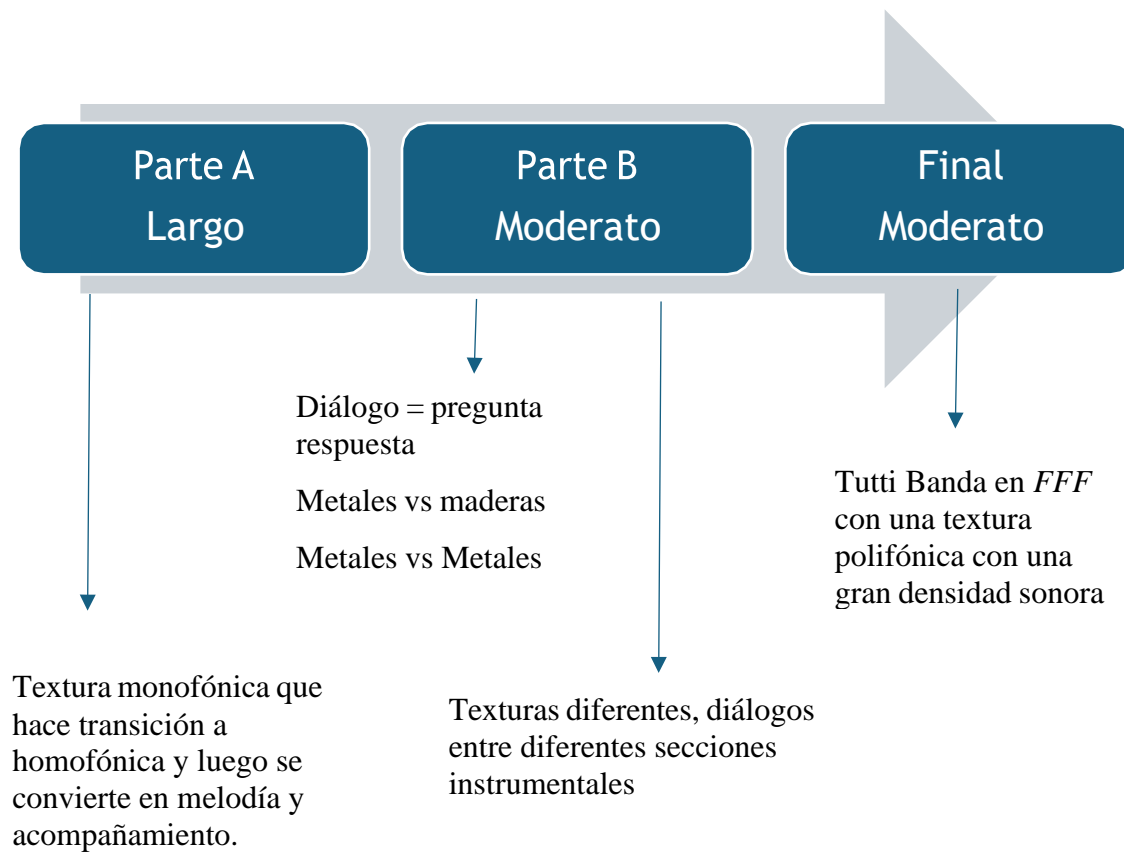 Parte A
Largo
Parte B
Moderato
Final
Moderato
Diálogo = pregunta
respuesta
Metales vs maderas
Metales vs Metales
Tutti Banda en FFF
con una textura
polifónica con una
gran densidad sonora
Textura monofónica que
hace transición a
homofónica y luego se
convierte en melodía y
acompañamiento.
Texturas diferentes, diálogos
entre diferentes secciones
instrumentales